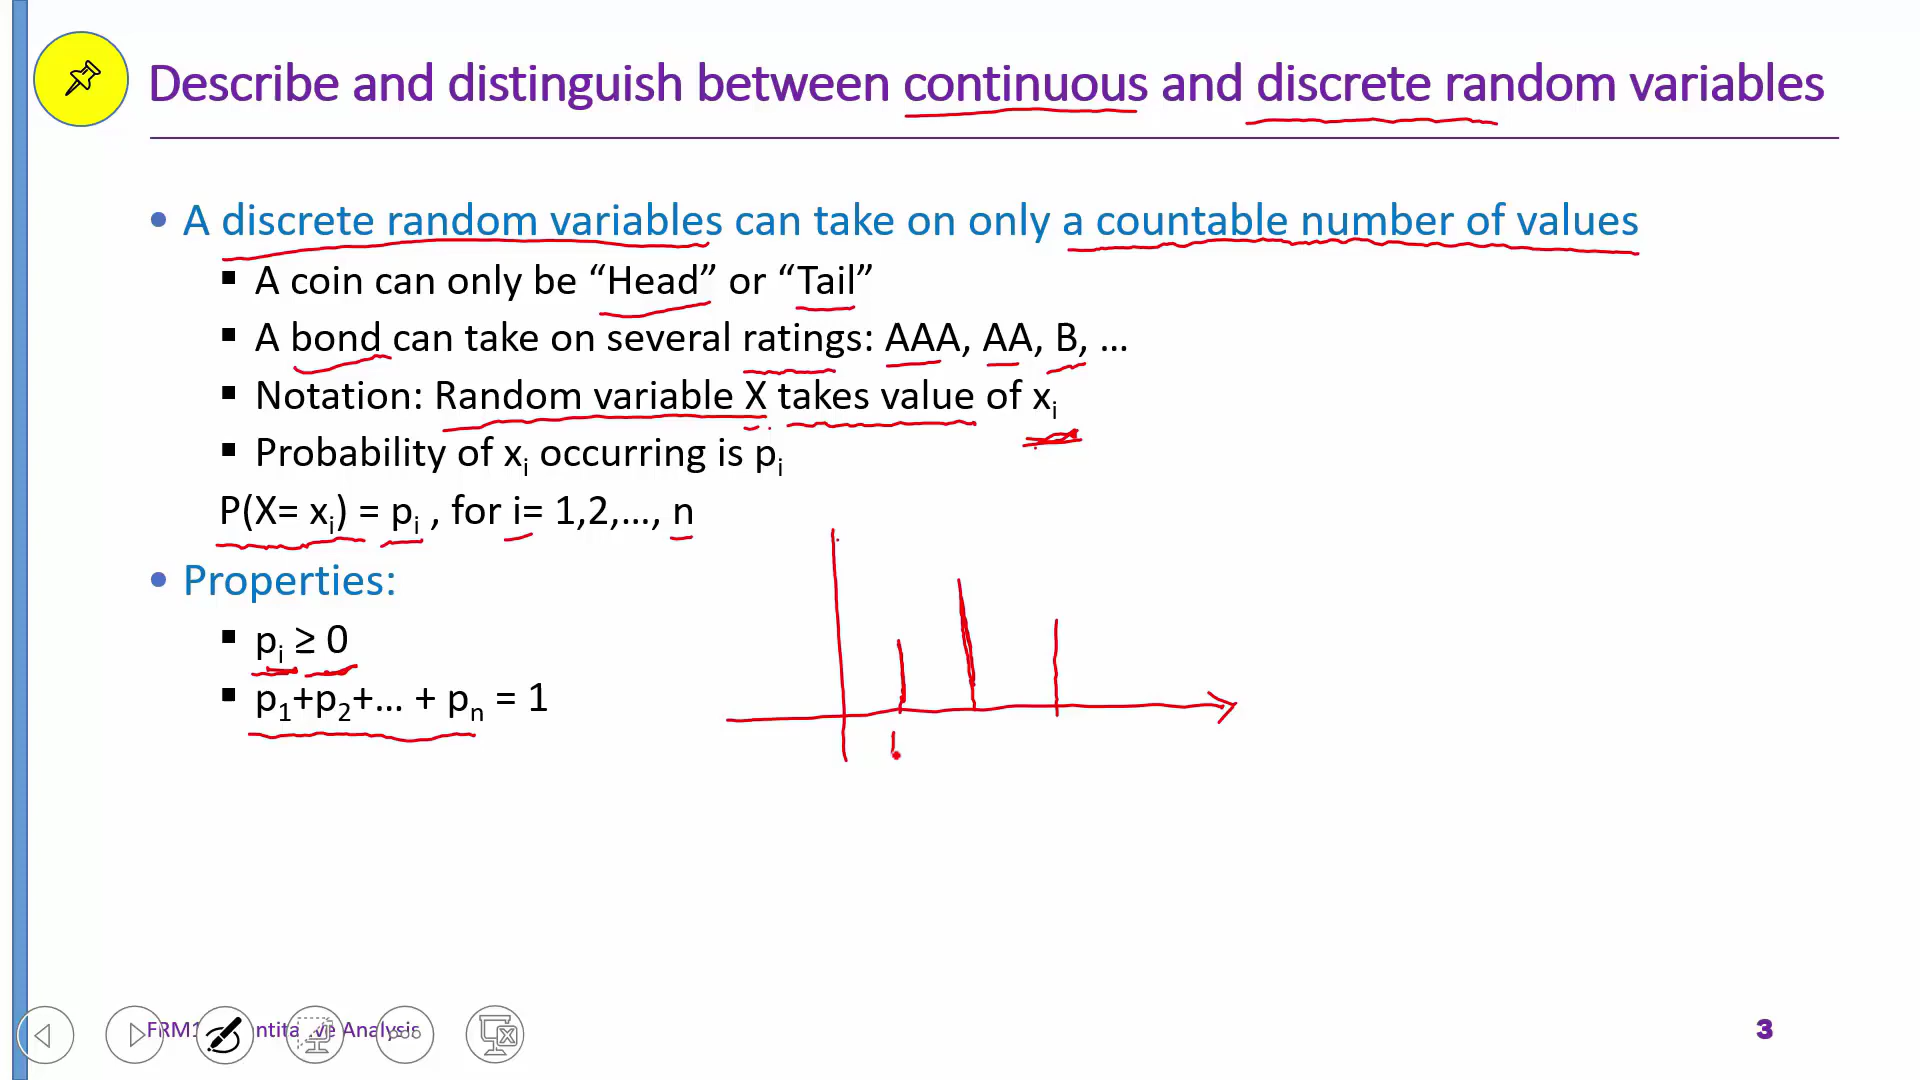 Describe and distinguish between continuous and discrete random variables
• A discrete random variables can take on only a countable number of values
▪ A coin can only be “Head” or “Tail”
▪ A bond can take on several ratings: AAA, AA, B, ...
▪ Notation: Random variable X takes value of xᵢ
▪ Probability of xᵢ occurring is pᵢ
P(X= xᵢ) = pᵢ , for i= 1,2,..., n
• Properties:
▪ pᵢ ≥ 0
▪ p₁+p₂+... + pₙ = 1
Analysis
3